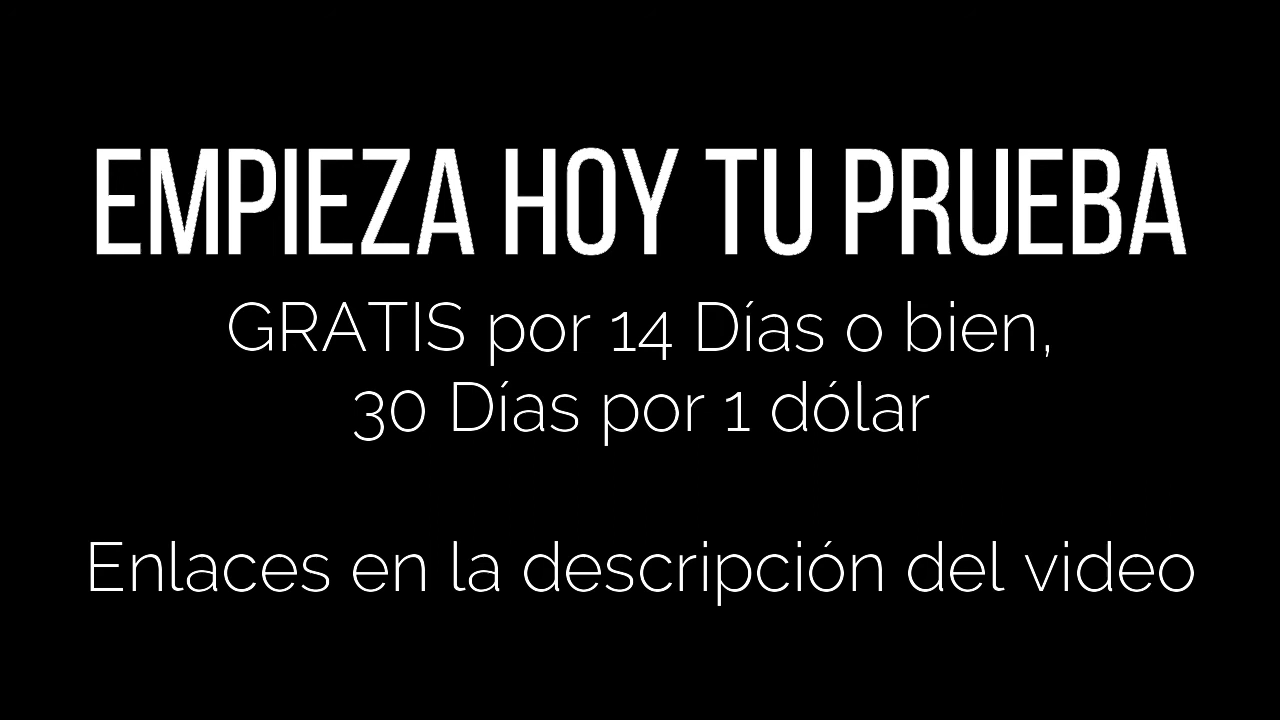 EMPIEZA HOY TU PRUEBA
GRATIS por 14 Días o bien,
30 Días por 1 dólar
Enlaces en la descripción del video